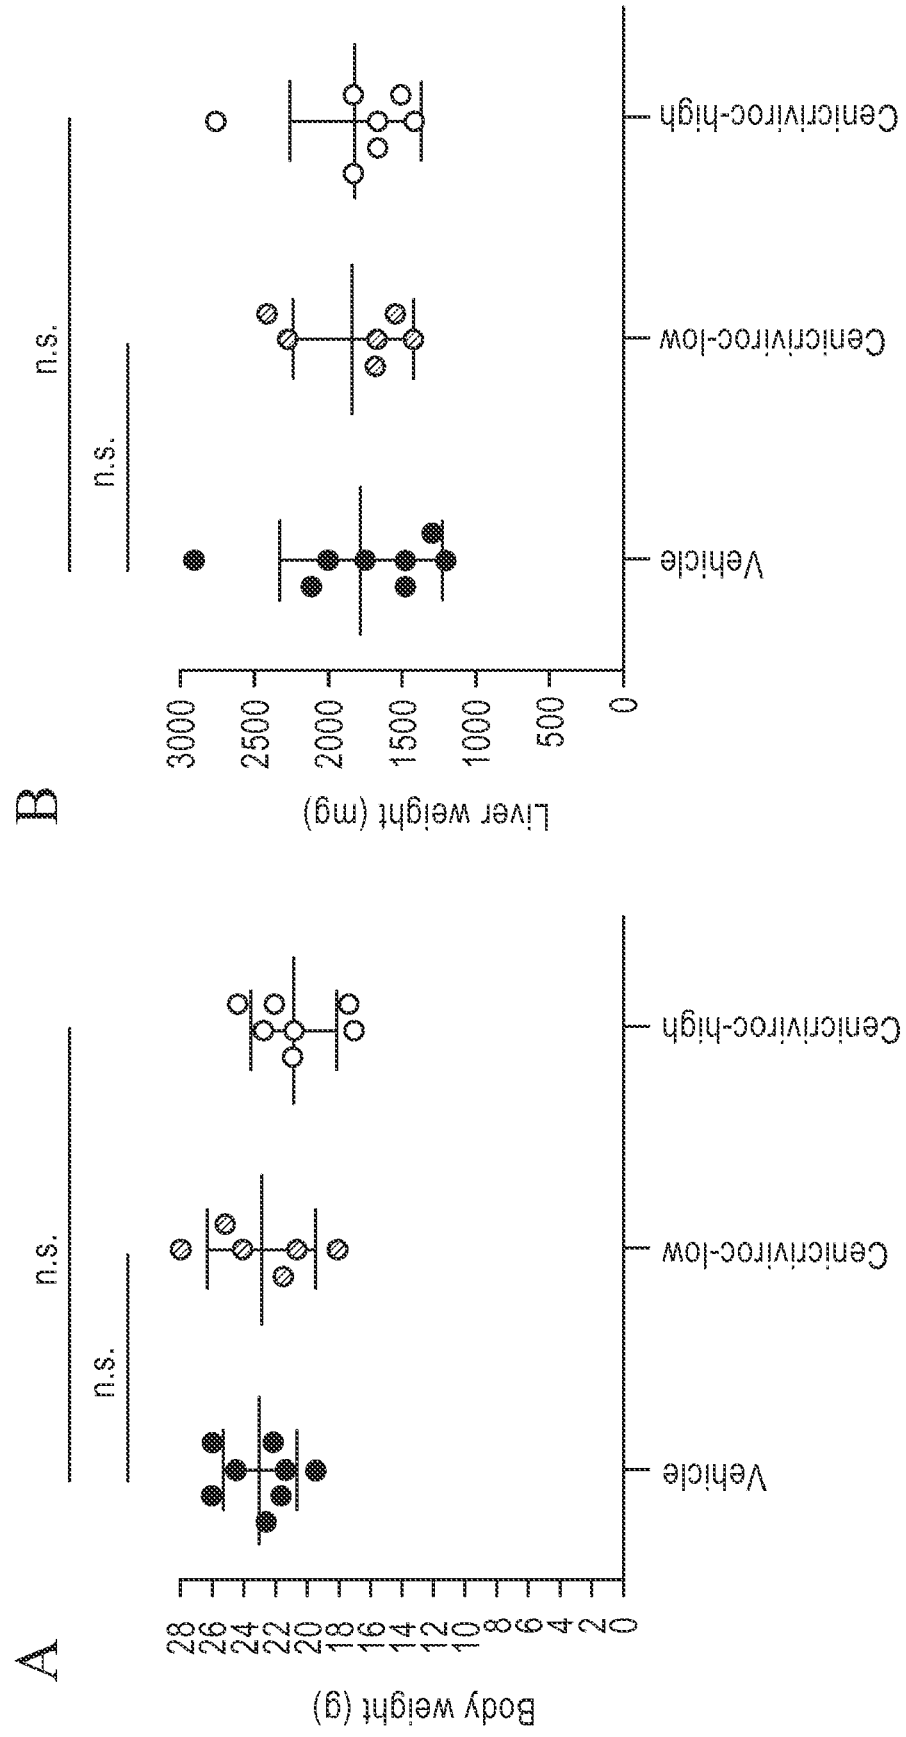 A
n.s.
n.s.
Body weight (g)
28
26
24
22
20
18
16
14
12
10
8
6
4
2
0
Vehicle
Cenicriviroc-low
Cenicriviroc-high
B
n.s.
n.s.
Liver weight (mg)
3000
2500
2000
1500
1000
500
0
Vehicle
Cenicriviroc-low
Cenicriviroc-high